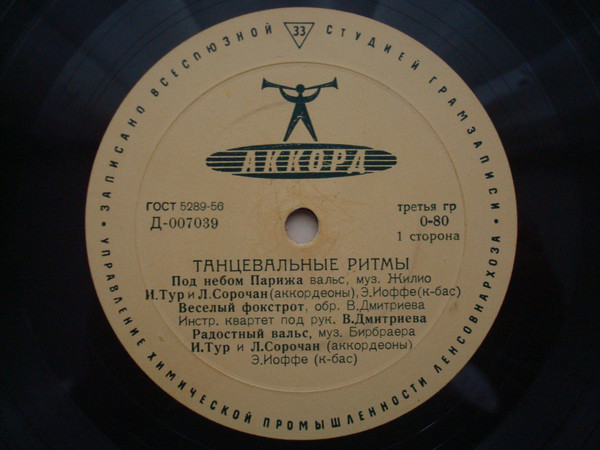 ЗАПИСАНО ВСЕСОЮЗНОЙ СТУДИЕЙ ГРАМЗАПИСИ
33
АККОРД
ГОСТ 5289-56
третья гр
Д-007039
0-80
1 сторона
ТАНЦЕВАЛЬНЫЕ РИТМЫ
Под небом Парижа вальс, муз. Жилио
И.Тур и Л.Сорочан (аккордеоны), Э.Иоффе (к-бас)
Веселый фокстрот, обр. В.Дмитриева
Инстр. квартет под рук. В.Дмитриева
Радостный вальс, муз. Бирбраера
И.Тур и Л.Сорочан (аккордеоны)
Э.Иоффе (к-бас)
УПРАВЛЕНИЕ ХИМИЧЕСКОЙ ПРОМЫШЛЕННОСТИ ЛЕНСОВНАРХОЗА